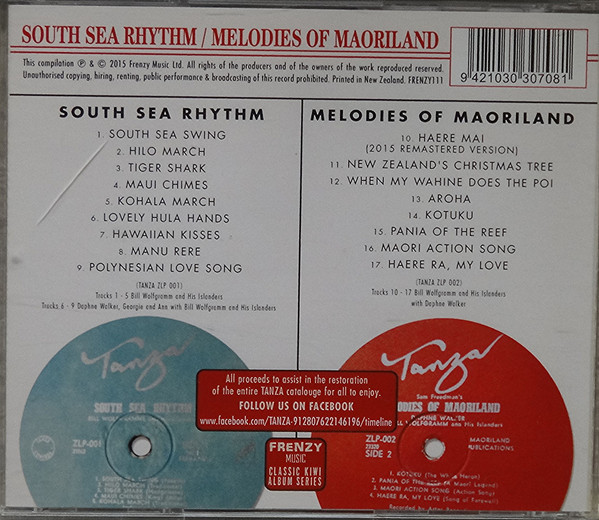 SOUTH SEA RHYTHM / MELODIES OF MAORILAND
This compilation ℗ & © 2015 Frenzy Music Ltd. All rights of the producers and of the owners of the work reproduced reserved.
Unauthorised copying, hiring, renting, public performance & broadcasting of this record prohibited. Printed in New Zealand. FRENZY111
9 421030 307081
SOUTH SEA RHYTHM
1. SOUTH SEA SWING
2. HILO MARCH
3. TIGER SHARK
4. MAUI CHIMES
5. KOHALA MARCH
6. LOVELY HULA HANDS
7. HAWAIIAN KISSES
8. MANU RERE
9. POLYNESIAN LOVE SONG
(TANZA ZLP 001)
Tracks 1 - 5 Bill Wolfgramm and His Islanders
Tracks 6 - 9 Daphne Walker, Georgie and Ann with Bill Wolfgramm and His Islanders
MELODIES OF MAORILAND
10. HAERE MAI
(2015 REMASTERED VERSION)
11. NEW ZEALAND'S CHRISTMAS TREE
12. WHEN MY WAHINE DOES THE POI
13. AROHA
14. KOTUKU
15. PANIA OF THE REEF
16. MAORI ACTION SONG
17. HAERE RA, MY LOVE
(TANZA ZLP 002)
Tracks 10 - 17 Bill Wolfgramm and His Islanders
with Daphne Walker
Tanza
SOUTH SEA RHYTHM
ZLP-001
Tanza
Sam Freedman's
ODIES OF MAORILAND
DAPHNE WALKER
WOLFGRAMM and His Islanders
ZLP-002
SIDE 2
MAORILAND
PUBLICATIONS
1 KOTUKU (The White Heron)
2. PANIA OF THE REEF (A Maori Legend)
3. MAORI ACTION SONG (Action Song)
4. HAERE RA, MY LOVE (Song of Farewell)
All proceeds to assist in the restoration
of the entire TANZA catalouge for all to enjoy.
FOLLOW US ON FACEBOOK
www.facebook.com/TANZA-912807622146196/timeline
FRENZY
MUSIC
CLASSIC KIWI
ALBUM SERIES